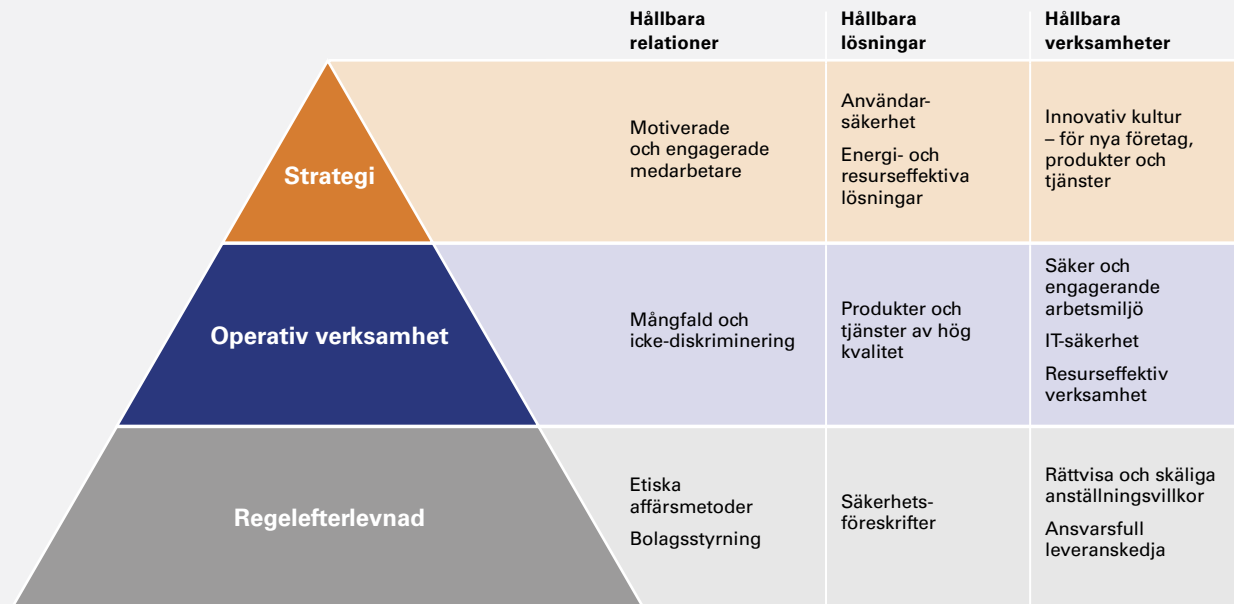 Hållbara
relationer
Hållbara
lösningar
Hållbara
verksamheter
Strategi
Motiverade
och engagerade
medarbetare
Användar-
säkerhet
Energi- och
resurseffektiva
lösningar
Innovativ kultur
– för nya företag,
produkter och
tjänster
Operativ verksamhet
Mångfald och
icke-diskriminering
Produkter och
tjänster av hög
kvalitet
Säker och
engagerande
arbetsmiljö
IT-säkerhet
Resurseffektiv
verksamhet
Regelefterlevnad
Etiska
affärsmetoder
Bolagsstyrning
Säkerhets-
föreskrifter
Rättvisa och skäliga
anställningsvillkor
Ansvarsfull
leveranskedja